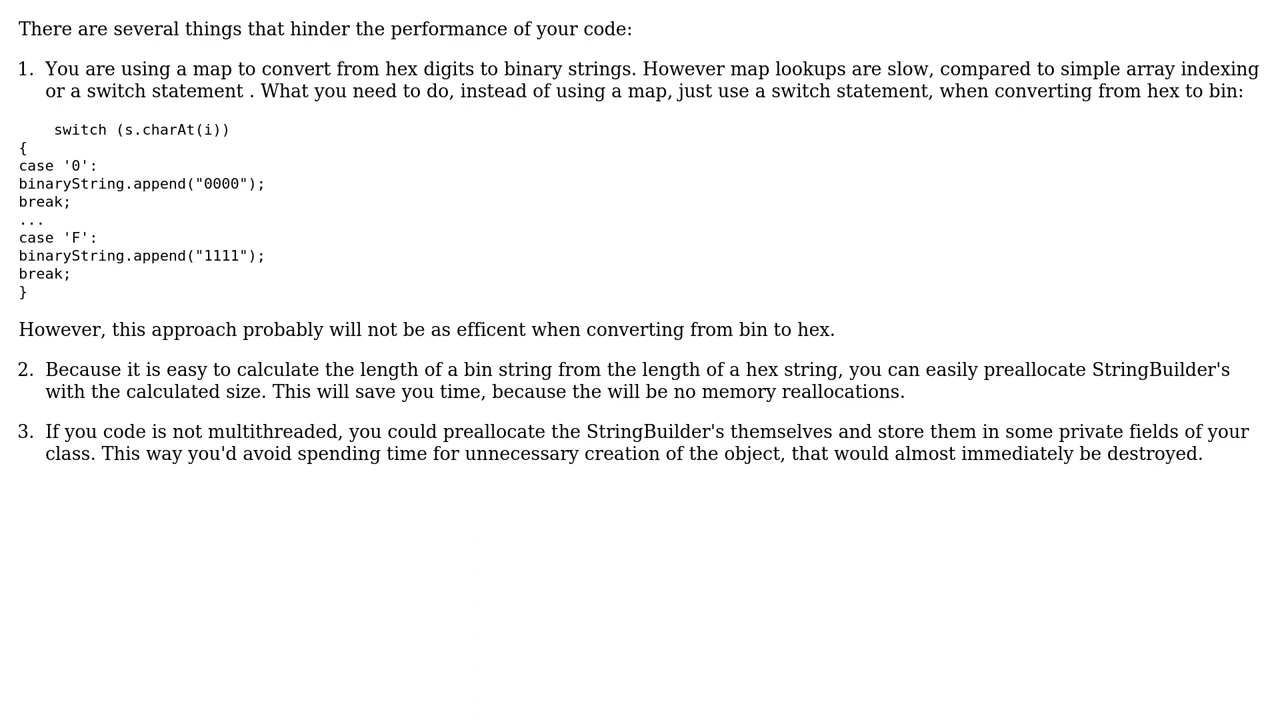 There are several things that hinder the performance of your code:
1. You are using a map to convert from hex digits to binary strings. However map lookups are slow, compared to simple array indexing
or a switch statement . What you need to do, instead of using a map, just use a switch statement, when converting from hex to bin:
switch (s.charAt(i))
{
case '0':
binaryString.append("0000");
break;
...
case 'F':
binaryString.append("1111");
break;
}
However, this approach probably will not be as efficent when converting from bin to hex.
2. Because it is easy to calculate the length of a bin string from the length of a hex string, you can easily preallocate StringBuilder's
with the calculated size. This will save you time, because the will be no memory reallocations.
3. If you code is not multithreaded, you could preallocate the StringBuilder's themselves and store them in some private fields of your
class. This way you'd avoid spending time for unnecessary creation of the object, that would almost immediately be destroyed.